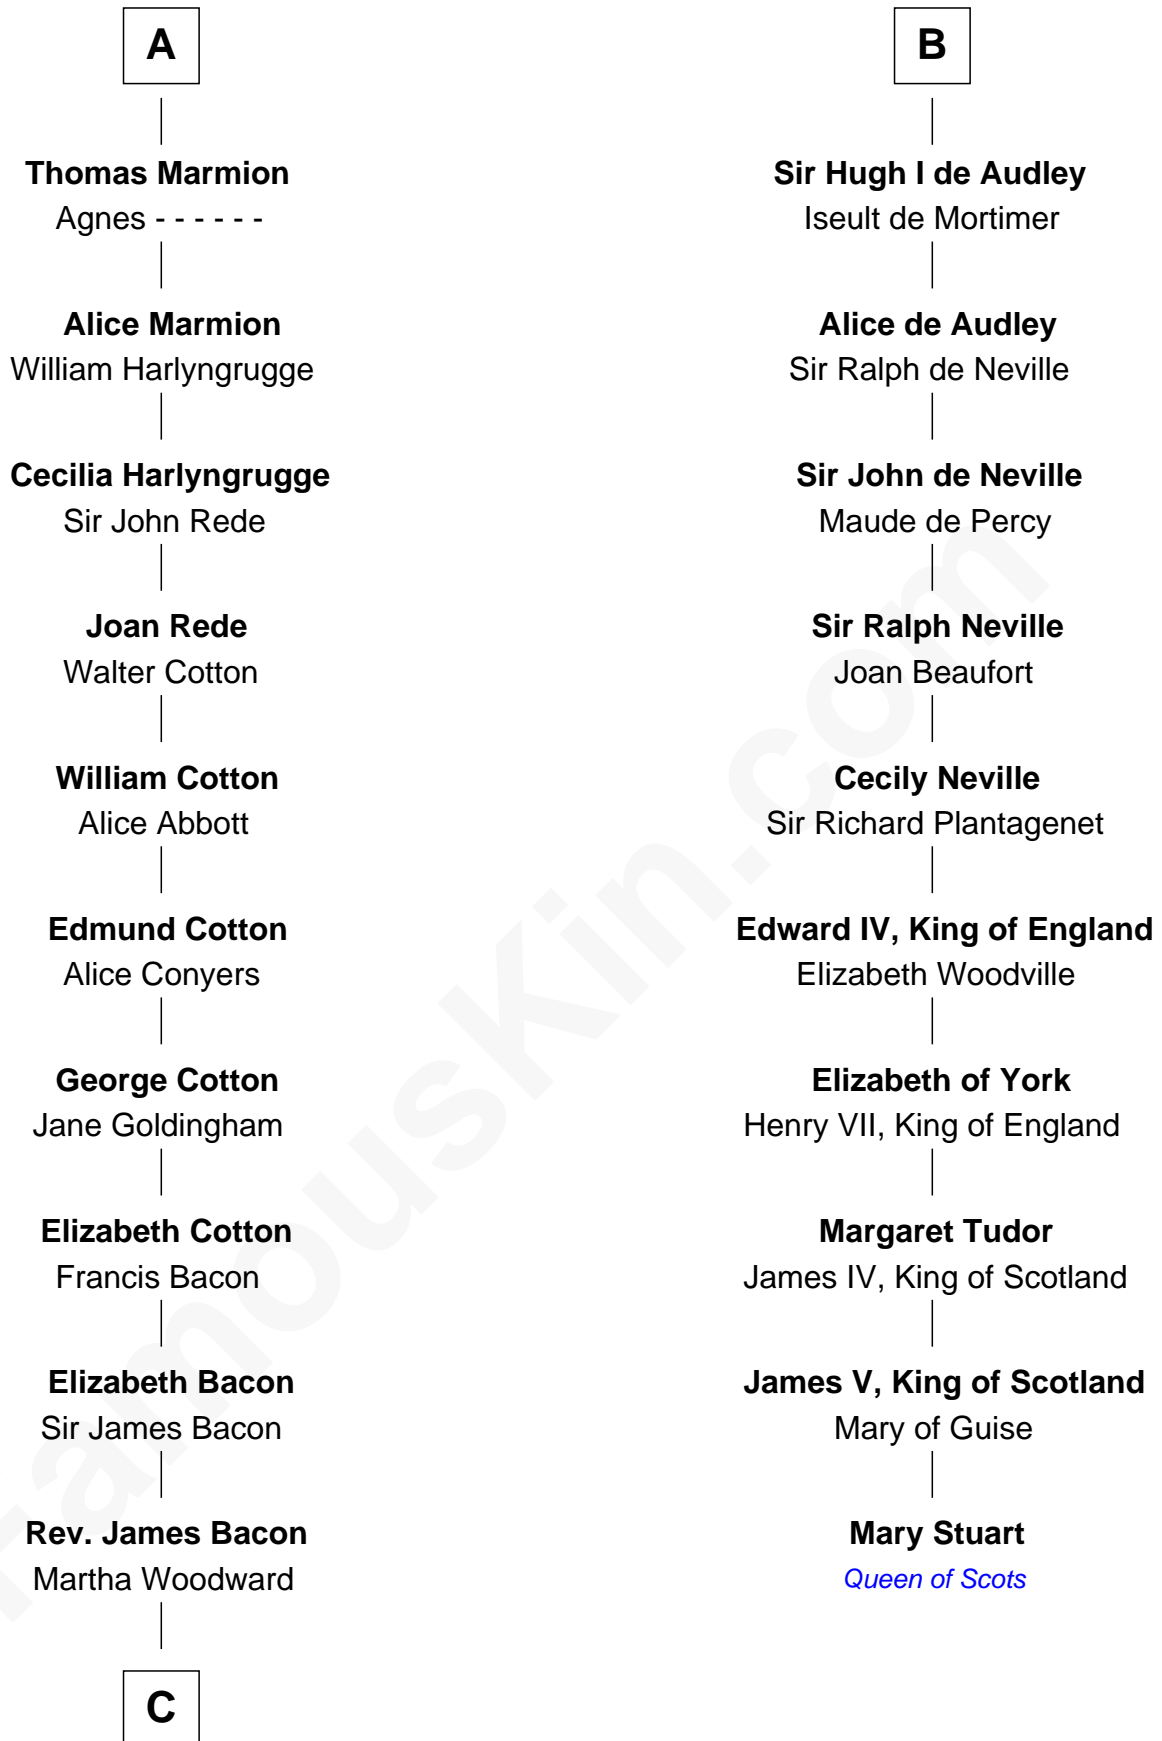 A
Thomas Marmion
Agnes - - - - - -
Alice Marmion
William Harlyngrugge
Cecilia Harlyngrugge
Sir John Rede
Joan Rede
Walter Cotton
William Cotton
Alice Abbott
Edmund Cotton
Alice Conyers
George Cotton
Jane Goldingham
Elizabeth Cotton
Francis Bacon
Elizabeth Bacon
Sir James Bacon
Rev. James Bacon
Martha Woodward
C
B
Sir Hugh I de Audley
Iseult de Mortimer
Alice de Audley
Sir Ralph de Neville
Sir John de Neville
Maude de Percy
Sir Ralph Neville
Joan Beaufort
Cecily Neville
Sir Richard Plantagenet
Edward IV, King of England
Elizabeth Woodville
Elizabeth of York
Henry VII, King of England
Margaret Tudor
James IV, King of Scotland
James V, King of Scotland
Mary of Guise
Mary Stuart
Queen of Scots
FamousKin.com